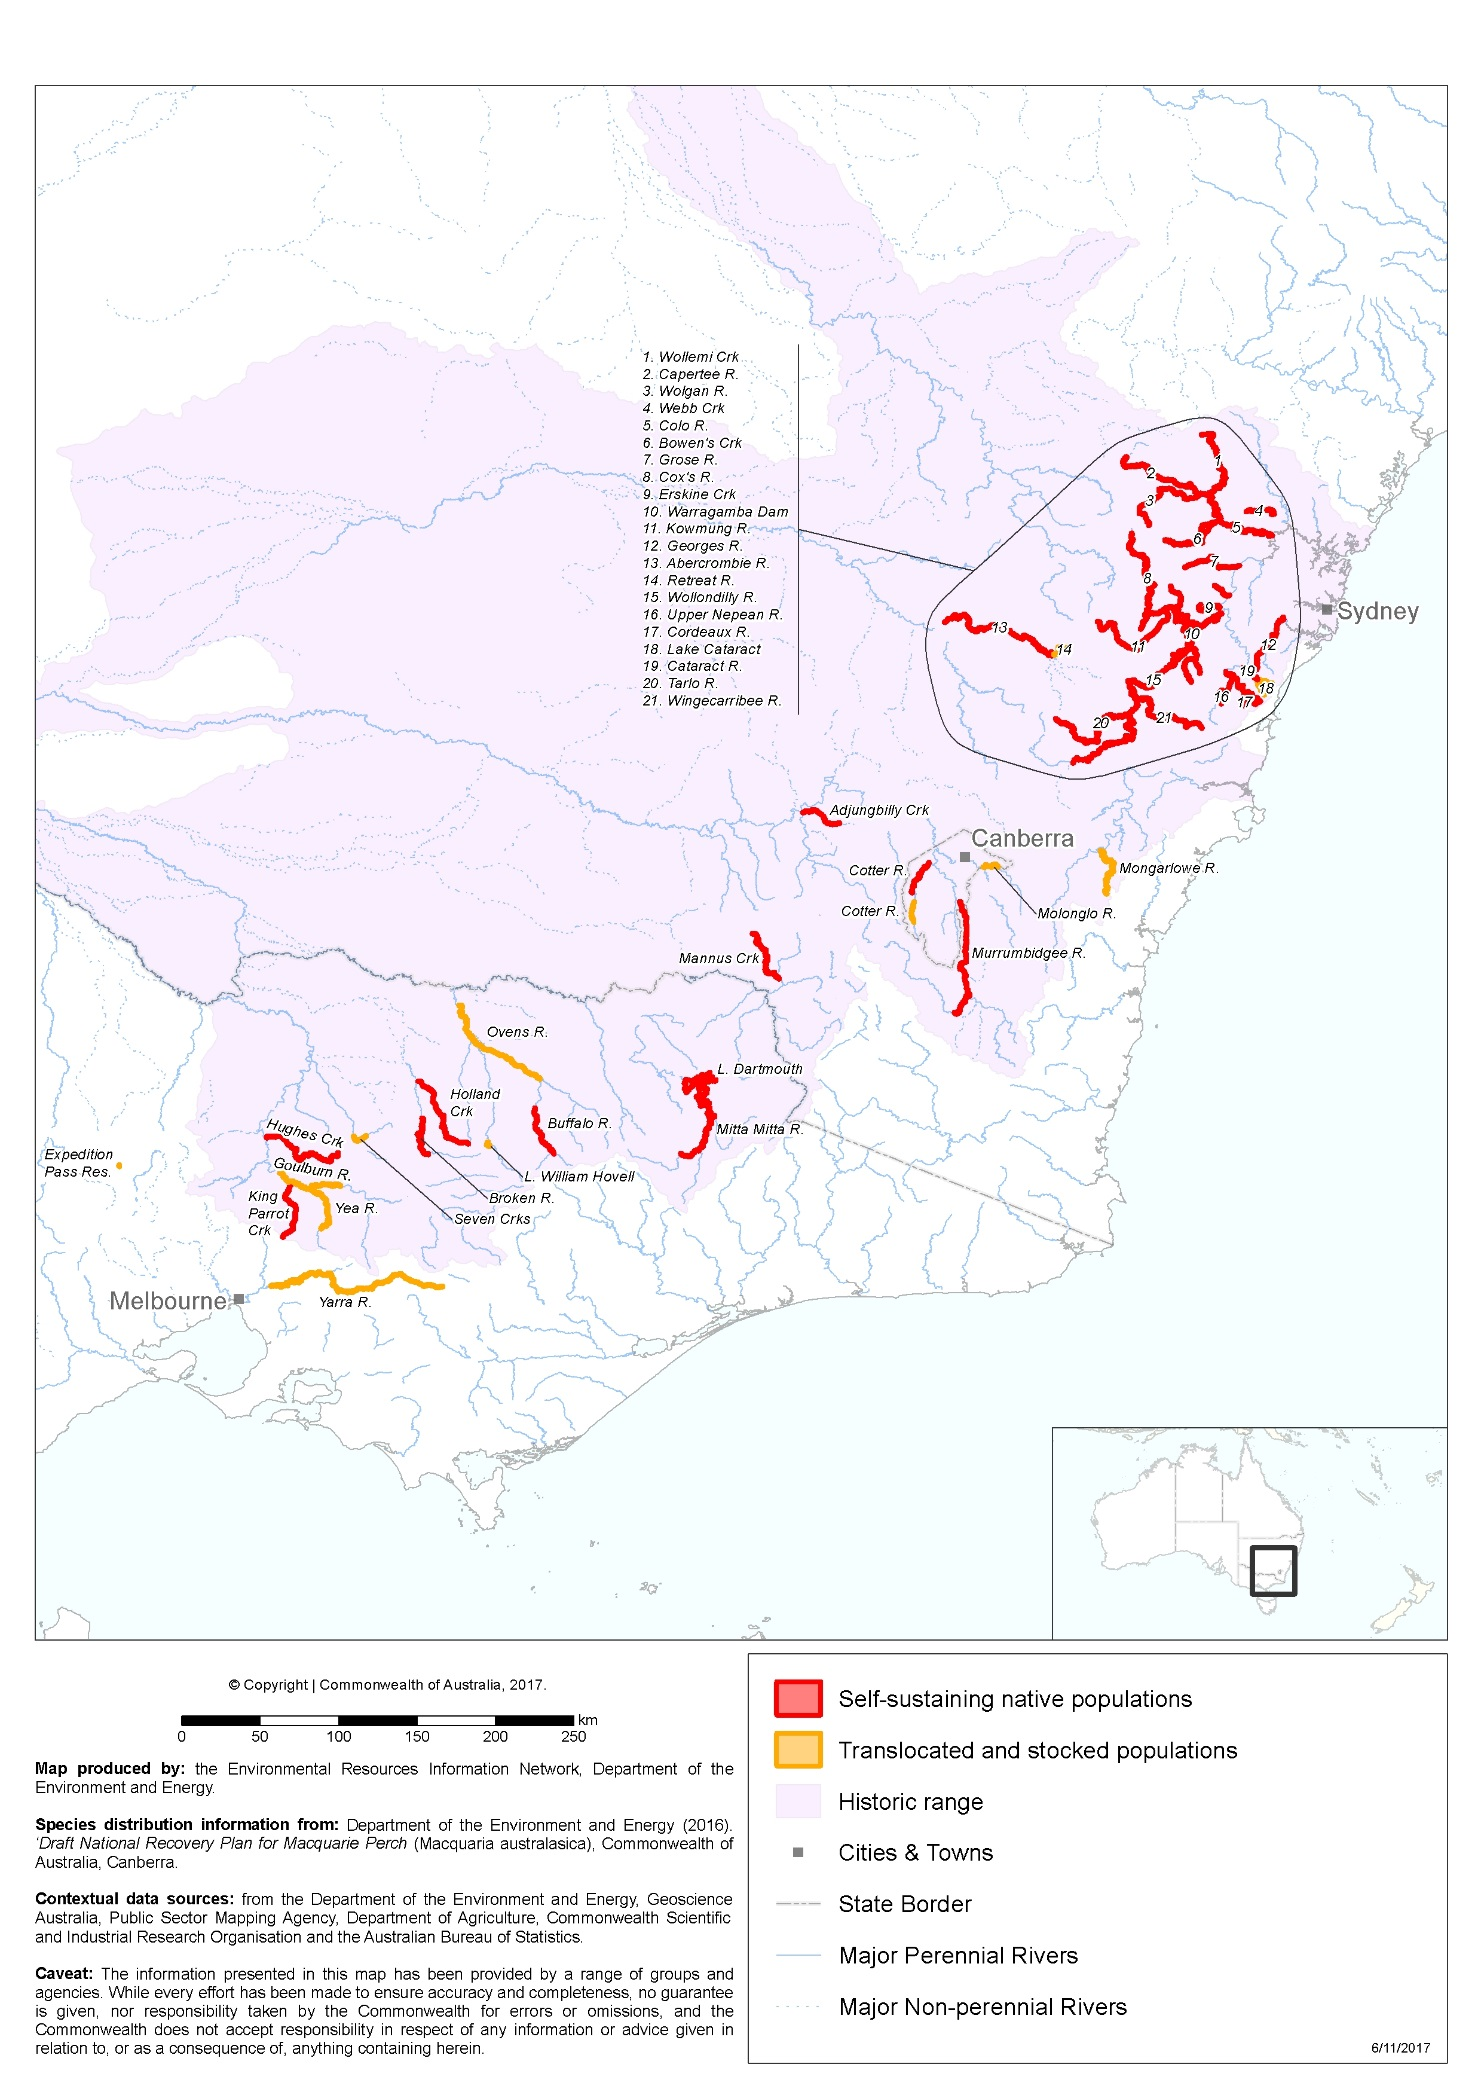 1. Wollemi Crk
2. Capertee R.
3. Wolgan R.
4. Webb Crk
5. Colo R.
6. Bowen's Crk
7. Grose R.
8. Cox's R.
9. Erskine Crk
10. Warragamba Dam
11. Kowmung R.
12. Georges R.
13. Abercrombie R.
14. Retreat R.
15. Wollondilly R.
16. Upper Nepean R.
17. Cordeaux R.
18. Lake Cataract
19. Cataract R.
20. Tarlo R.
21. Wingecarribee R.
1
2
3
4
5
6
7
8
9
10
11
12
13
14
15
16
17
18
19
20
21
Sydney
Adjungbilly Crk
Canberra
Cotter R.
Cotter R.
Mongarlowe R.
Molonglo R.
Murrumbidgee R.
Mannus Crk
Ovens R.
L. Dartmouth
Holland
Crk
Buffalo R.
Mitta Mitta R.
Hughes Crk
Expedition
Pass Res.
Goulburn R.
L. William Hovell
King
Parrot
Crk
Broken R.
Yea R.
Seven Crks
Melbourne
Yarra R.
© Copyright | Commonwealth of Australia, 2017.
km
0 50 100 150 200 250
Map produced by: the Environmental Resources Information Network, Department of the
Environment and Energy.
Species distribution information from: Department of the Environment and Energy (2016).
'Draft National Recovery Plan for Macquarie Perch (Macquaria australasica), Commonwealth of
Australia, Canberra.
Contextual data sources: from the Department of the Environment and Energy, Geoscience
Australia, Public Sector Mapping Agency, Department of Agriculture, Commonwealth Scientific
and Industrial Research Organisation and the Australian Bureau of Statistics.
Caveat: The information presented in this map has been provided by a range of groups and
agencies. While every effort has been made to ensure accuracy and completeness, no guarantee
is given, nor responsibility taken by the Commonwealth for errors or omissions, and the
Commonwealth does not accept responsibility in respect of any information or advice given in
relation to, or as a consequence of, anything containing herein.
Self-sustaining native populations
Translocated and stocked populations
Historic range
Cities & Towns
State Border
Major Perennial Rivers
Major Non-perennial Rivers
6/11/2017